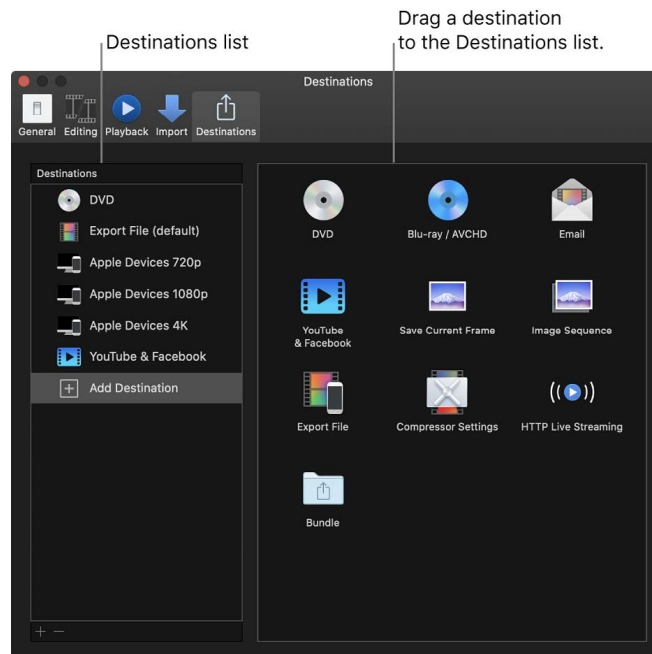 Destinations list
Drag a destination
to the Destinations list.
Destinations
General Editing Playback Import Destinations
Destinations
DVD
Export File (default)
Apple Devices 720p
Apple Devices 1080p
Apple Devices 4K
YouTube & Facebook
Add Destination
DVD
Blu-ray / AVCHD
Email
YouTube
& Facebook
Save Current Frame
Image Sequence
Export File
Compressor Settings
HTTP Live Streaming
Bundle